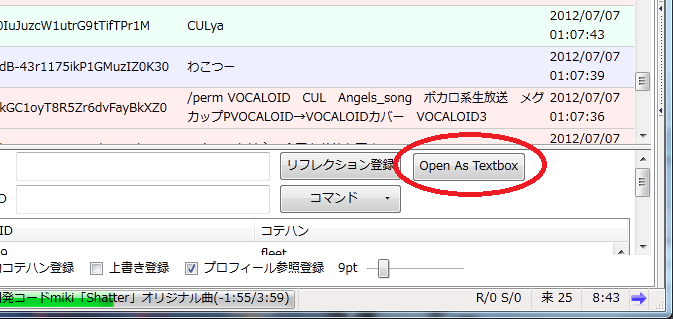 2012/07/07
0IuJuzcW1utrG9tTifTPr1M CULya 01:07:43
2012/07/07
dB-43r1175ikP1GMuzIZ0K30 わこつー 01:07:39
/perm VOCALOID CUL Angels_song ボカロ系生放送 メグ 2012/07/07
kGC1oyT8R5Zr6dvFayBkXZ0 カップPVOCALOID→VOCALOIDカバー VOCALOID3 01:07:36
2012/07/07
リフレクション登録 Open As Textbox
コマンド
ID コテハン
fleet
コテハン登録 上書き登録 プロフィール参照登録 9pt
発コードmiki「Shatter」オリジナル曲(-1:55/3:59) R/0 S/0 来 25 8:43